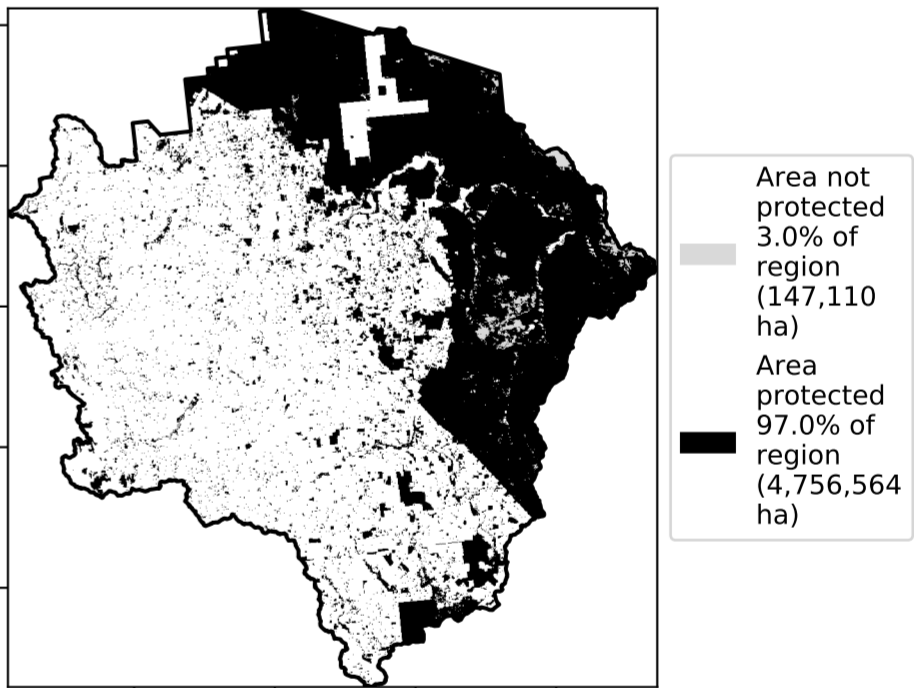 Area not
protected
3.0% of
region
(147,110
ha)
Area
protected
97.0% of
region
(4,756,564
ha)